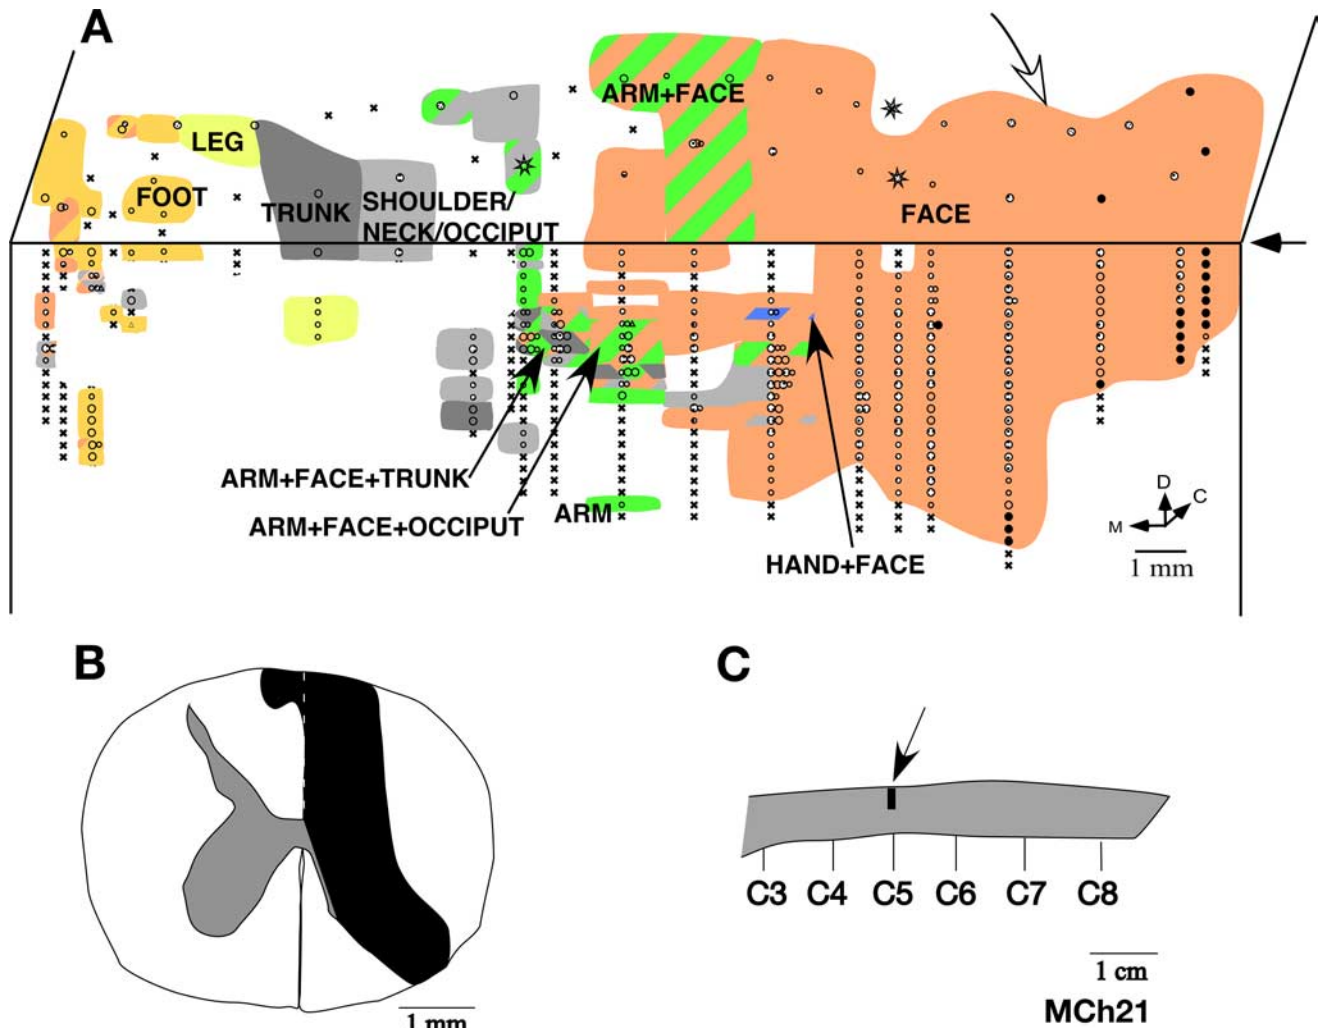 A
ARM+FACE
LEG
FOOT
TRUNK
SHOULDER/
NECK/OCCIPUT
FACE
ARM+FACE+TRUNK
ARM+FACE+OCCIPUT
ARM
HAND+FACE
D
C
M
1 mm
B
1 mm
C
C3 C4 C5 C6 C7 C8
1 cm
MCh21